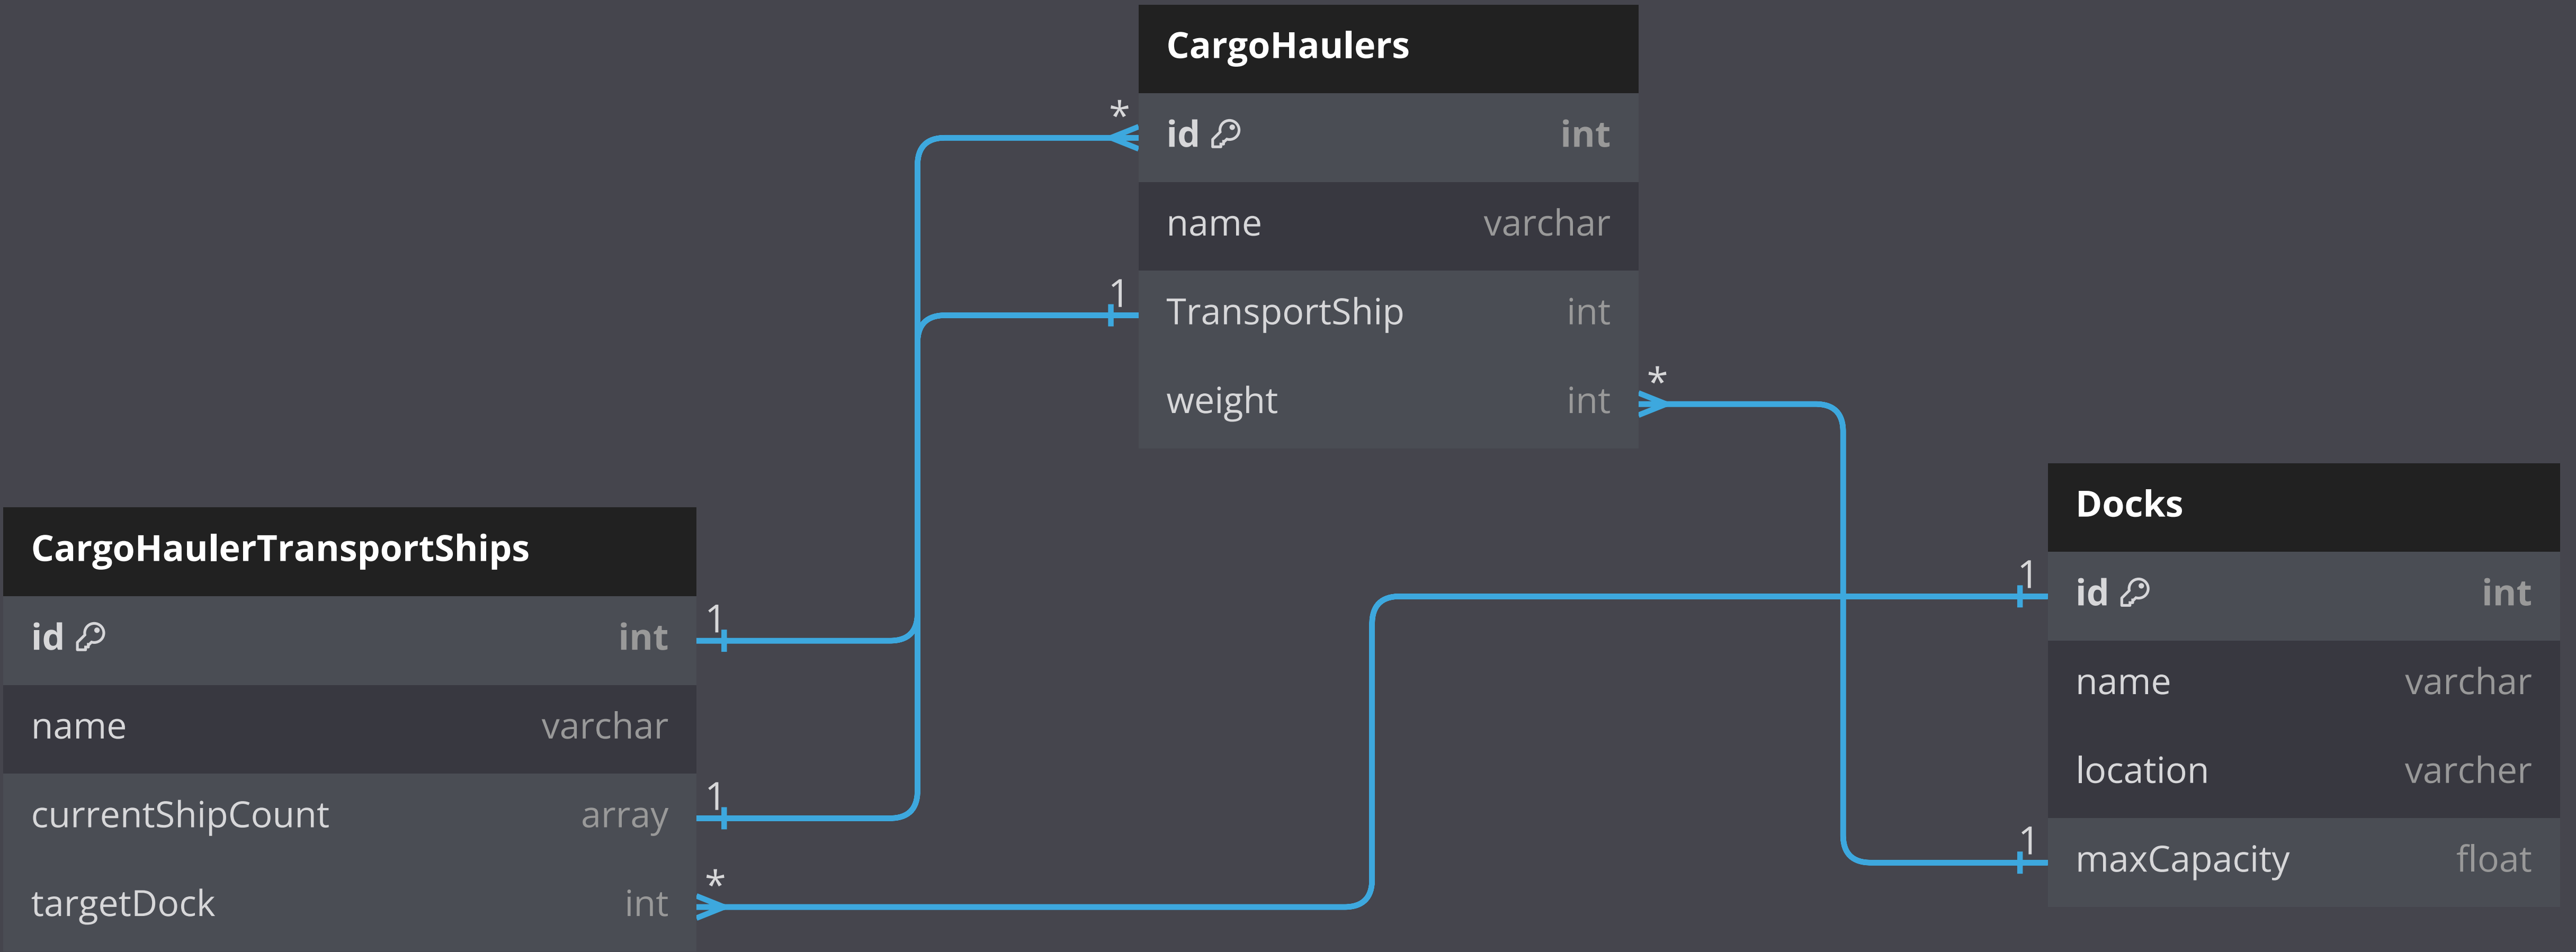 CargoHaulers
*
id int
name varchar
1
TransportShip int
*
weight int
CargoHaulerTransportShips
1
id int
name varchar
1
currentShipCount array
*
targetDock int
Docks
1
id int
name varchar
location varcher
1
maxCapacity float